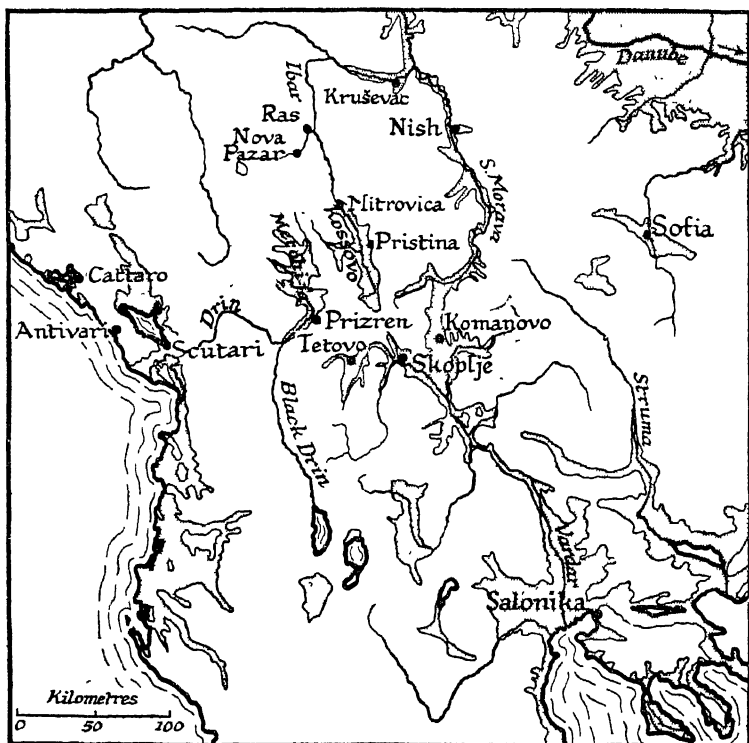 Danube
Ibar
Kruševac
Ras
Nish
Nova
Pazar
S. Morava
Mitrovica
Metohija
Kossovo
Pristina
Sofia
Cattaro
Drin
Antivari
Prizren
Komanovo
Scutari
Tetovo
Skoplje
Black Drin
Struma
Vardar
Salonika
Kilometres
0 50 100